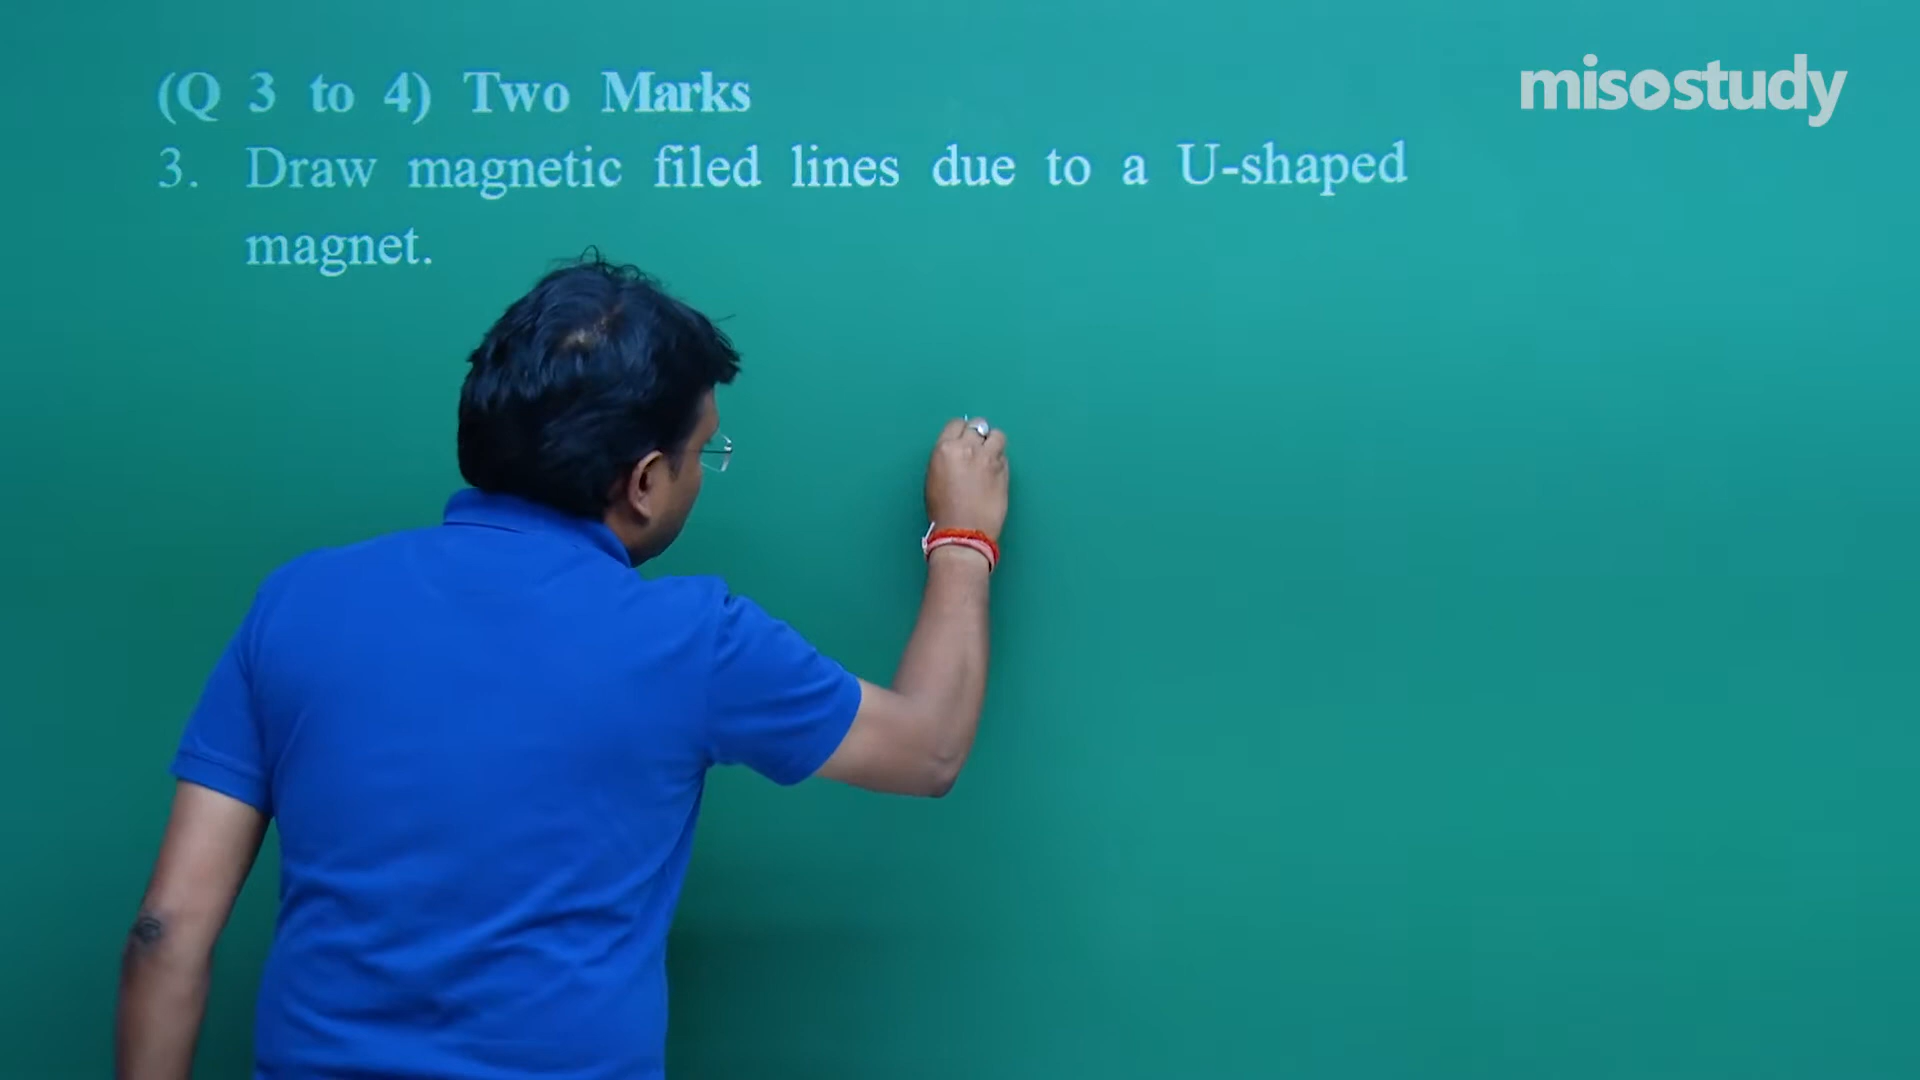 misostudy
(Q 3 to 4) Two Marks
3. Draw magnetic filed lines due to a U-shaped
magnet.